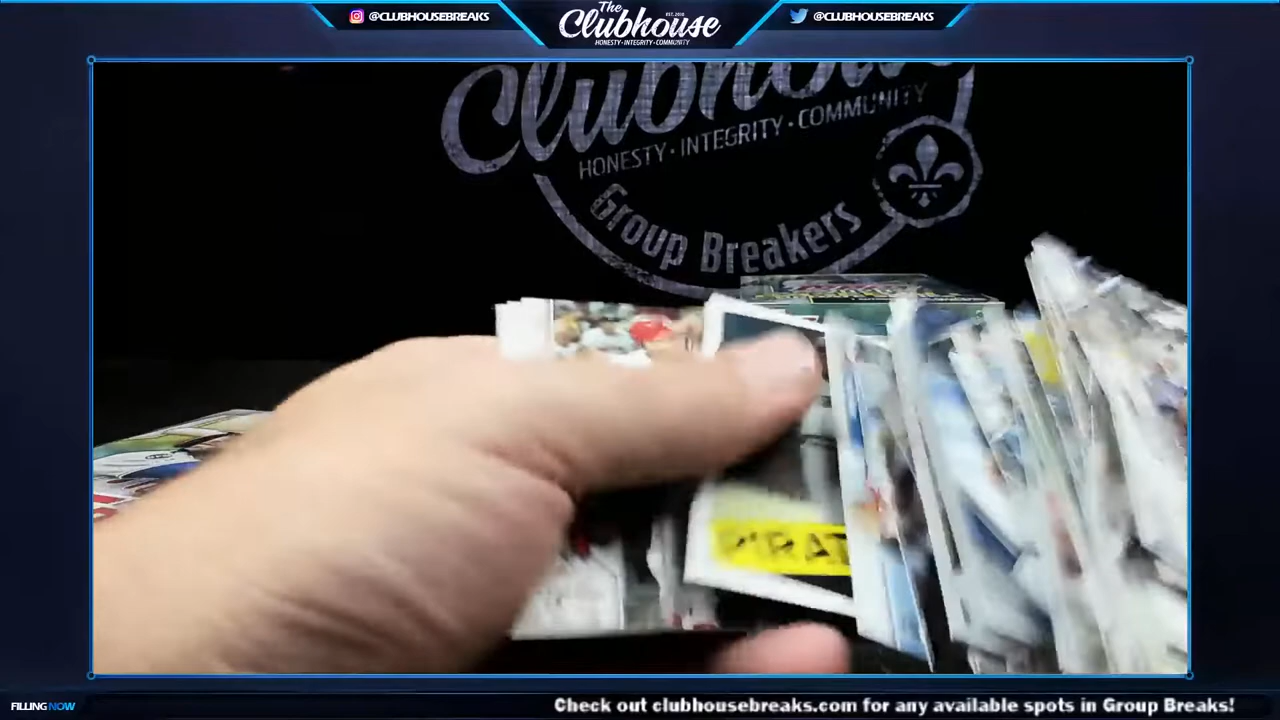 @CLUBHOUSEBREAKS
The
Clubhouse
EST. 2018
HONESTY·INTEGRITY·COMMUNITY
@CLUBHOUSEBREAKS
HONESTY · INTEGRITY · COMMUNITY
Group Breakers
FILLING NOW
Check out clubhousebreaks.com for any available spots in Group Breaks!